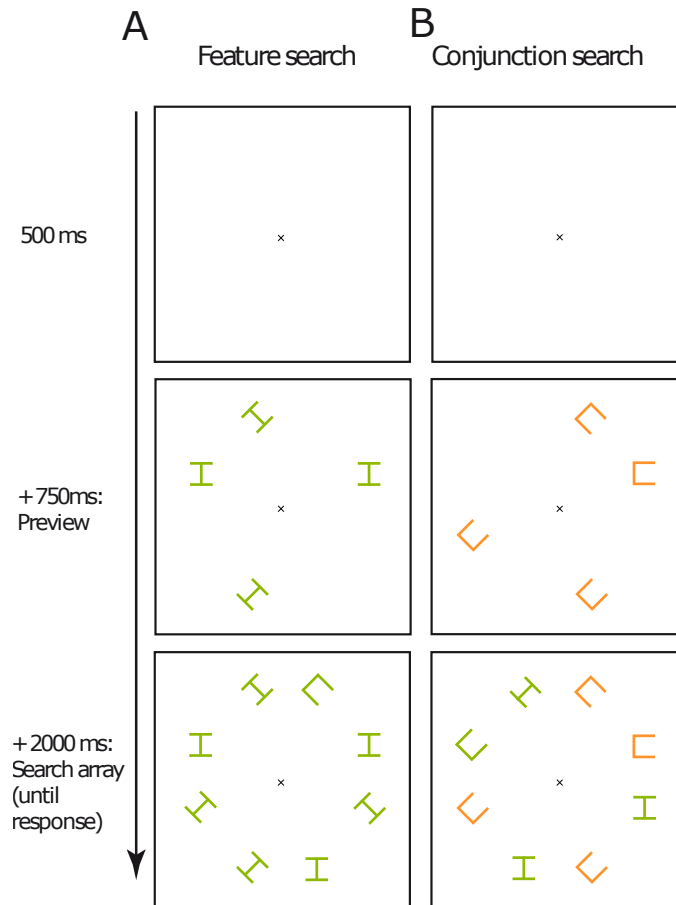 A
B
Feature search
Conjunction search
500 ms
+ 750ms:
Preview
+ 2000 ms:
Search array
(until
response)